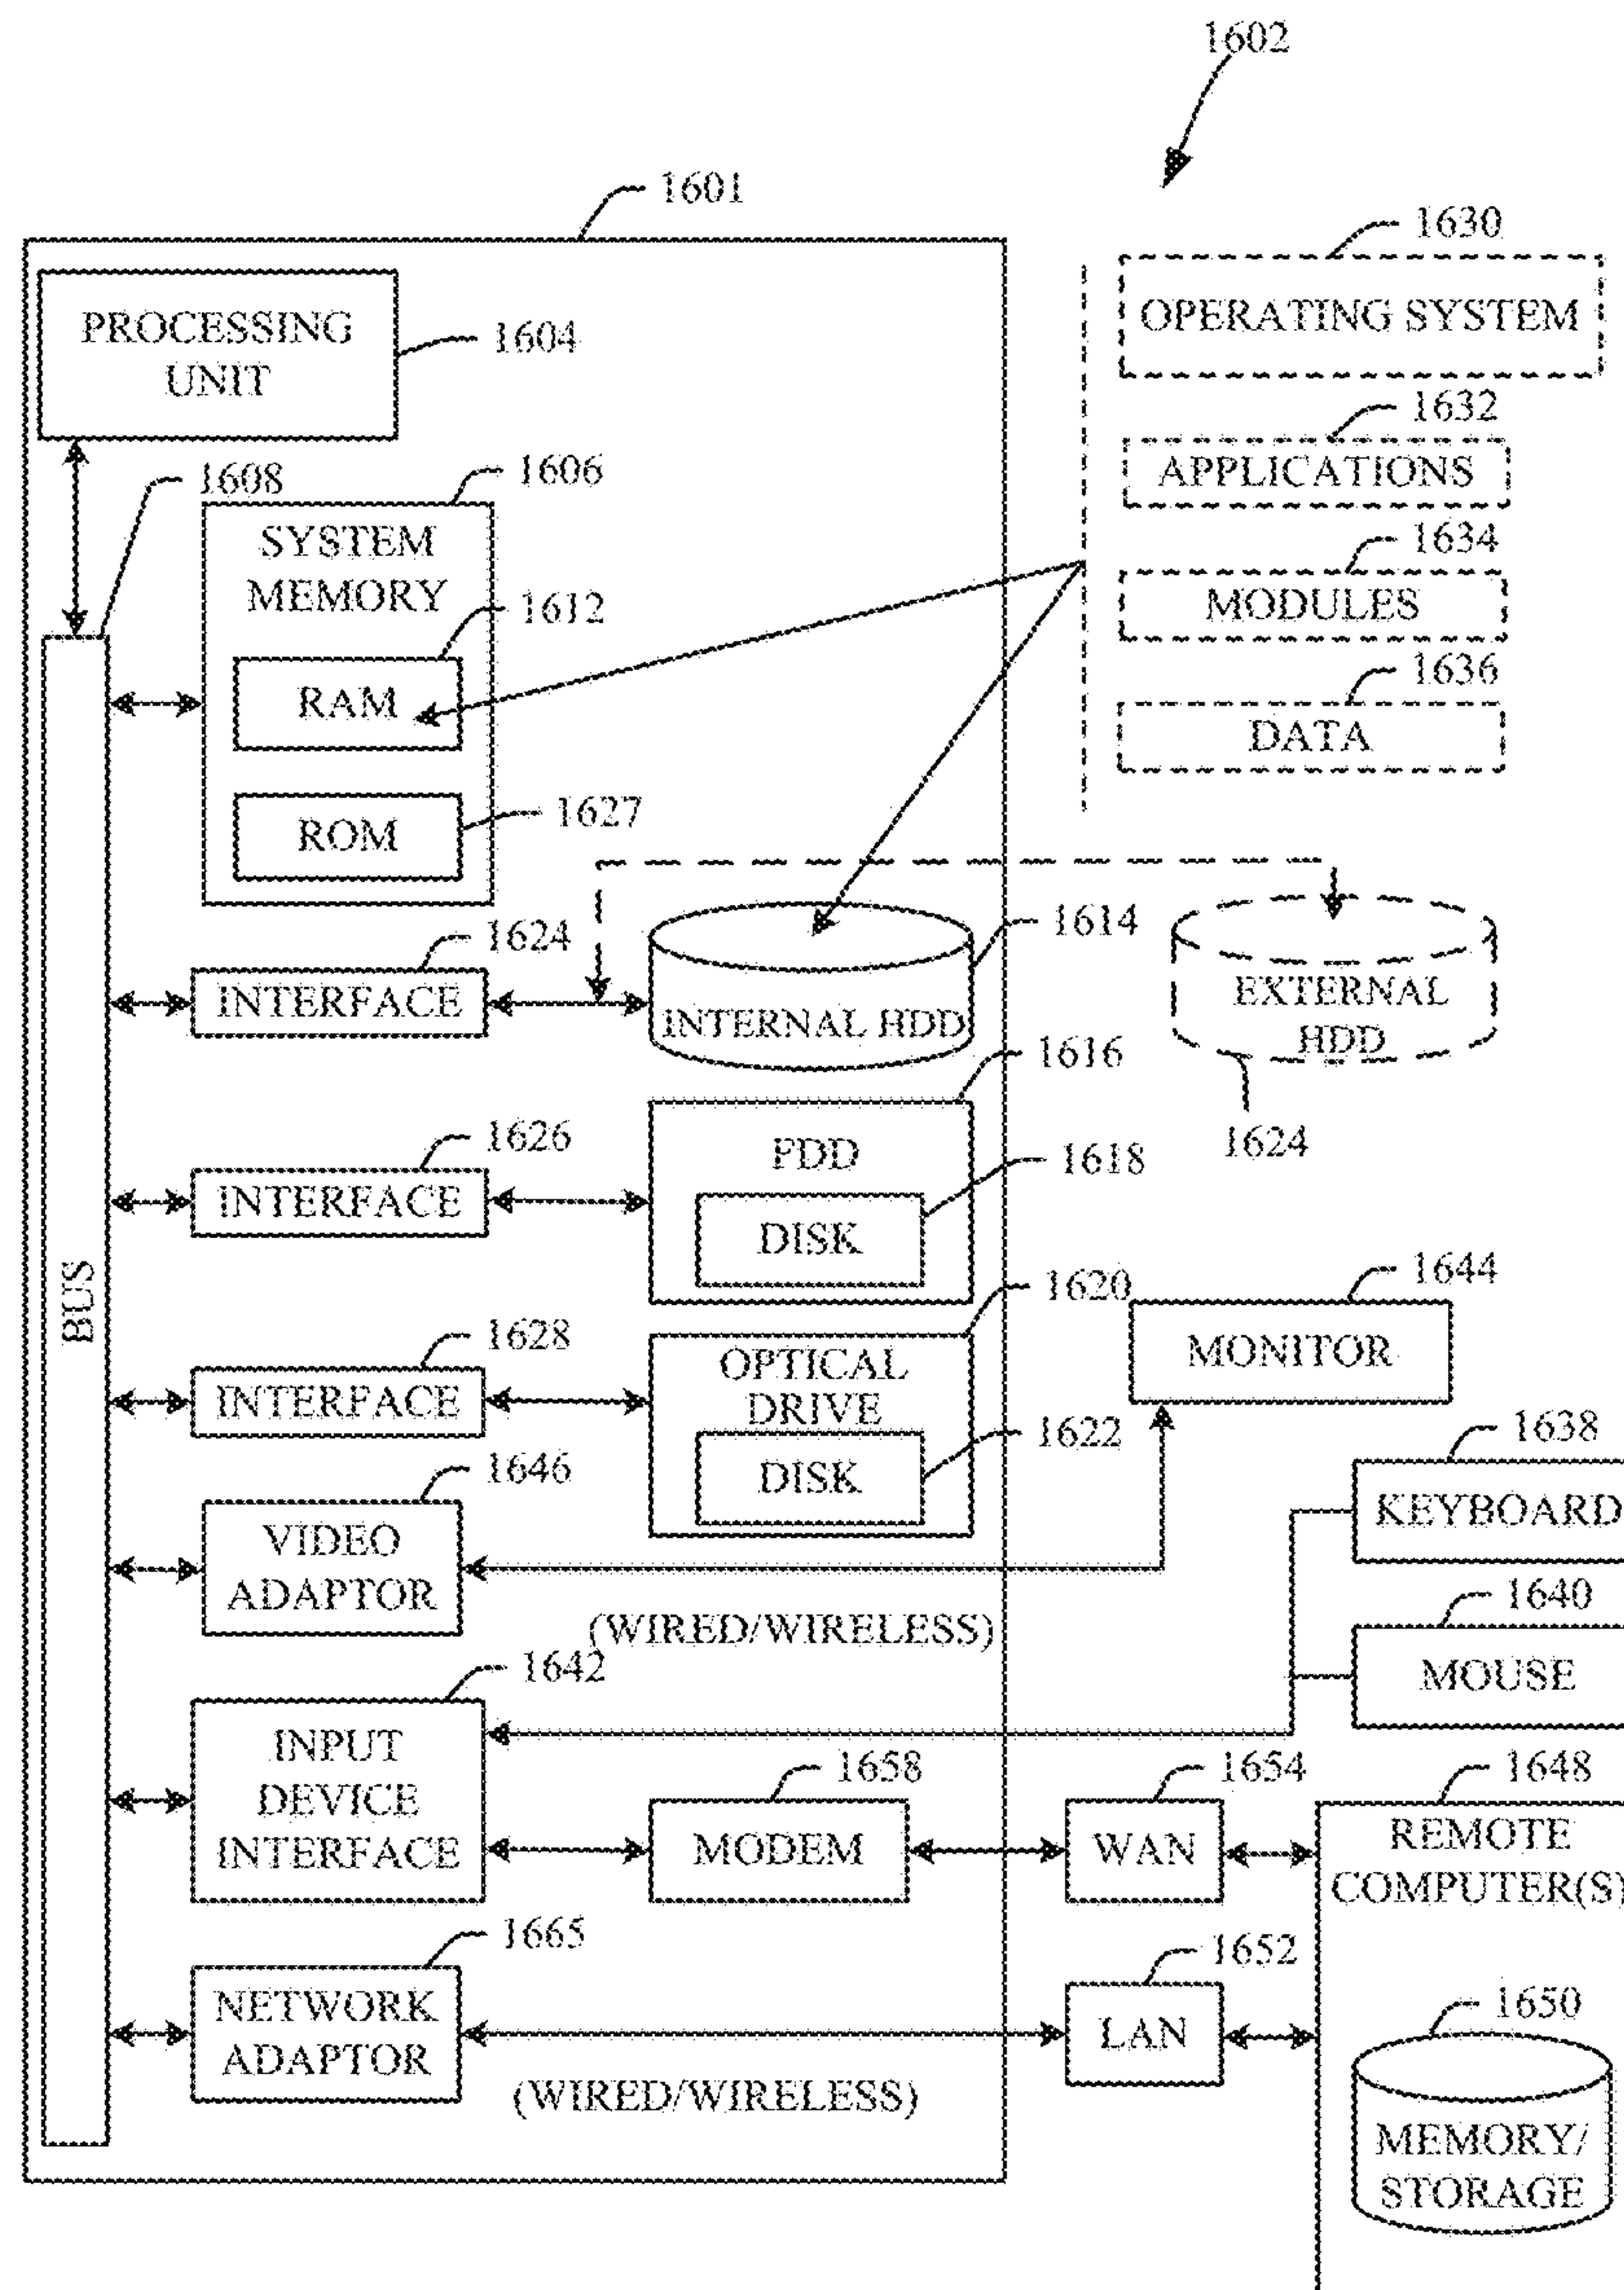 1602
1601
1630
OPERATING SYSTEM
PROCESSING
UNIT
1604
1632
APPLICATIONS
1608
1606
SYSTEM
MEMORY
1634
MODULES
1612
RAM
1636
DATA
1627
ROM
1624
INTERFACE
1614
INTERNAL HDD
EXTERNAL
HDD
1624
1616
1626
INTERFACE
FDD
1618
DISK
BUS
1620
1644
MONITOR
1628
INTERFACE
OPTICAL
DRIVE
1622
DISK
1638
KEYBOARD
1646
VIDEO
ADAPTOR
1640
MOUSE
(WIRED/WIRELESS)
1642
INPUT
DEVICE
INTERFACE
1658
MODEM
1654
WAN
1648
REMOTE
COMPUTER(S)
1665
NETWORK
ADAPTOR
1652
LAN
1650
MEMORY/
STORAGE
(WIRED/WIRELESS)